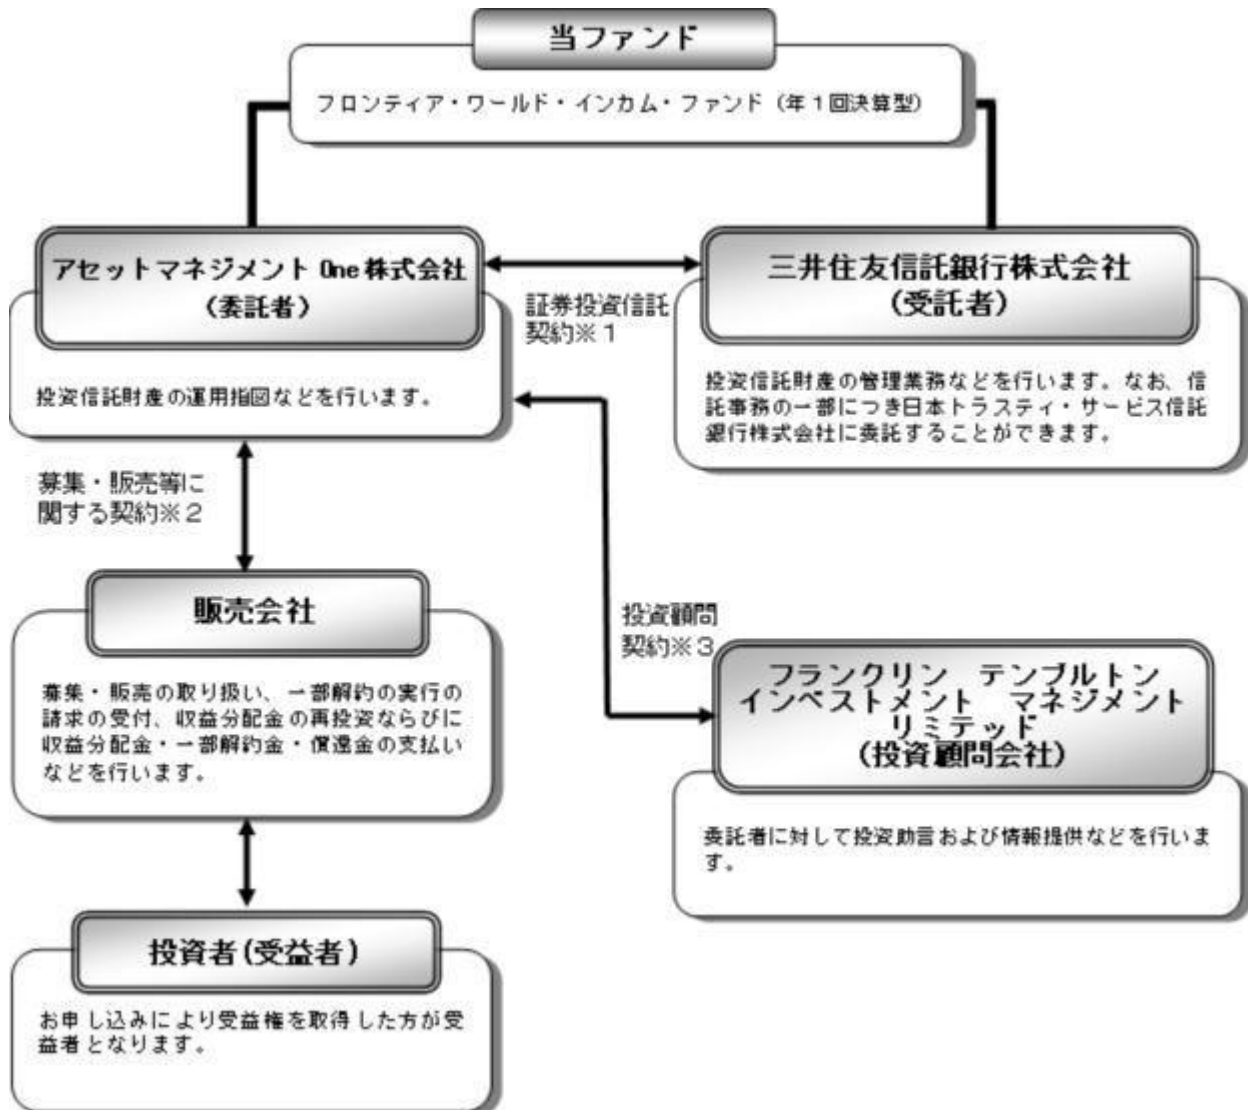 当ファンド
フロンティア・ワールド・インカム・ファンド（年１回決算型）
アセットマネジメント One 株式会社
（委託者）
投資信託財産の運用指図などを行います。
証券投資信託
契約※１
三井住友信託銀行株式会社
（受託者）
投資信託財産の管理業務などを行います。なお、信
託事務の一部につき日本トラスティ・サービス信託
銀行株式会社に委託することができます。
募集・販売等に
関する契約※２
販売会社
募集・販売の取り扱い、一部解約の実行の
請求の受付、収益分配金の再投資ならびに
収益分配金・一部解約金・償還金の支払い
などを行います。
投資顧問
契約※３
フランクリン　テンプルトン
インベストメント　マネジメント
リミテッド
（投資顧問会社）
委託者に対して投資助言および情報提供などを行いま
す。
投資者（受益者）
お申し込みにより受益権を取得した方が受
益者となります。